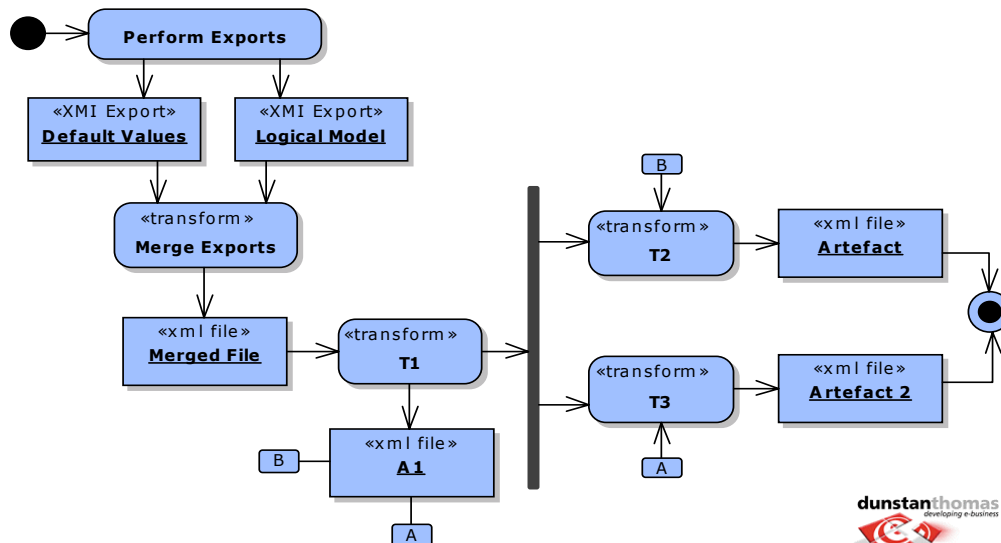 Perform Exports
«XMI Export»
Default Values
«XMI Export»
Logical Model
«transform»
Merge Exports
«xml file»
Merged File
«transform»
T1
«xml file»
A1
B
A
B
«transform»
T2
«xml file»
Artefact
«transform»
T3
«xml file»
Artefact 2
A
dunstanthomas
developing e-business